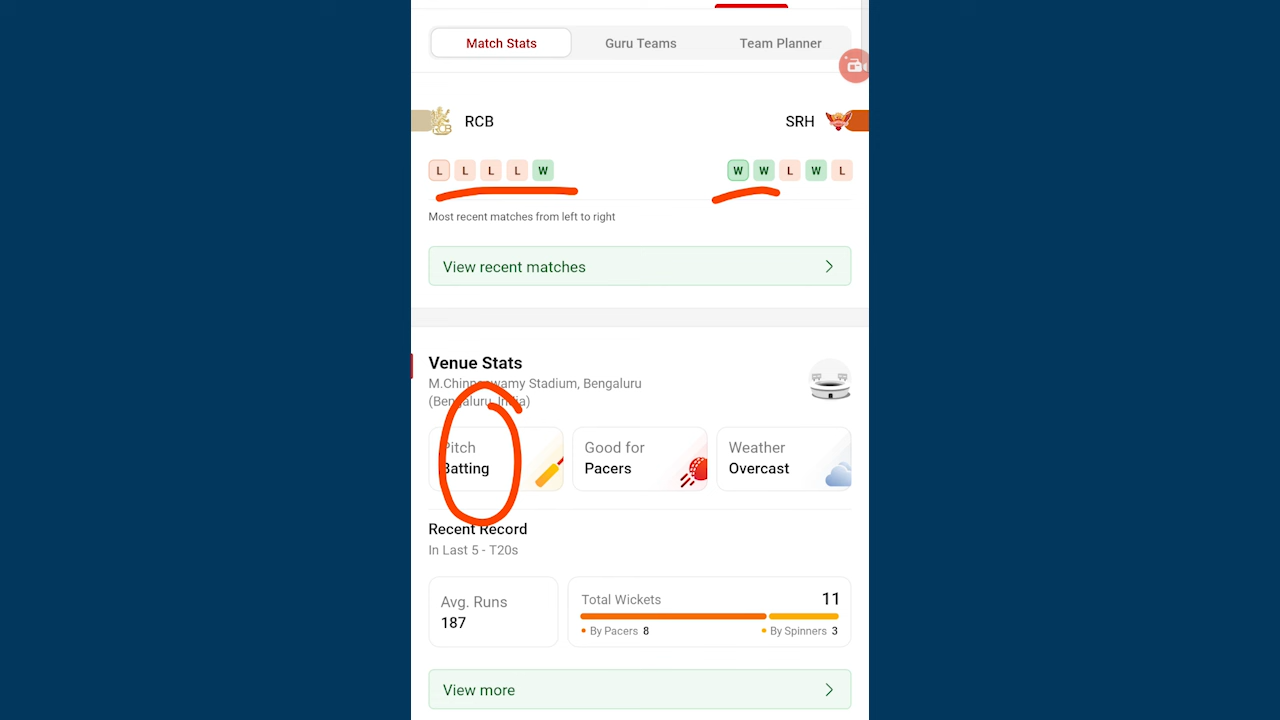 Match Stats Guru Teams Team Planner
RCB SRH
L L L L W W W L W L
Most recent matches from left to right
View recent matches
Venue Stats
M.Chinnaswamy Stadium, Bengaluru
(Bengaluru, India)
Pitch Good for Weather
Batting Pacers Overcast
Recent Record
In Last 5 - T20s
Avg. Runs Total Wickets 11
187
By Pacers 8 By Spinners 3
View more